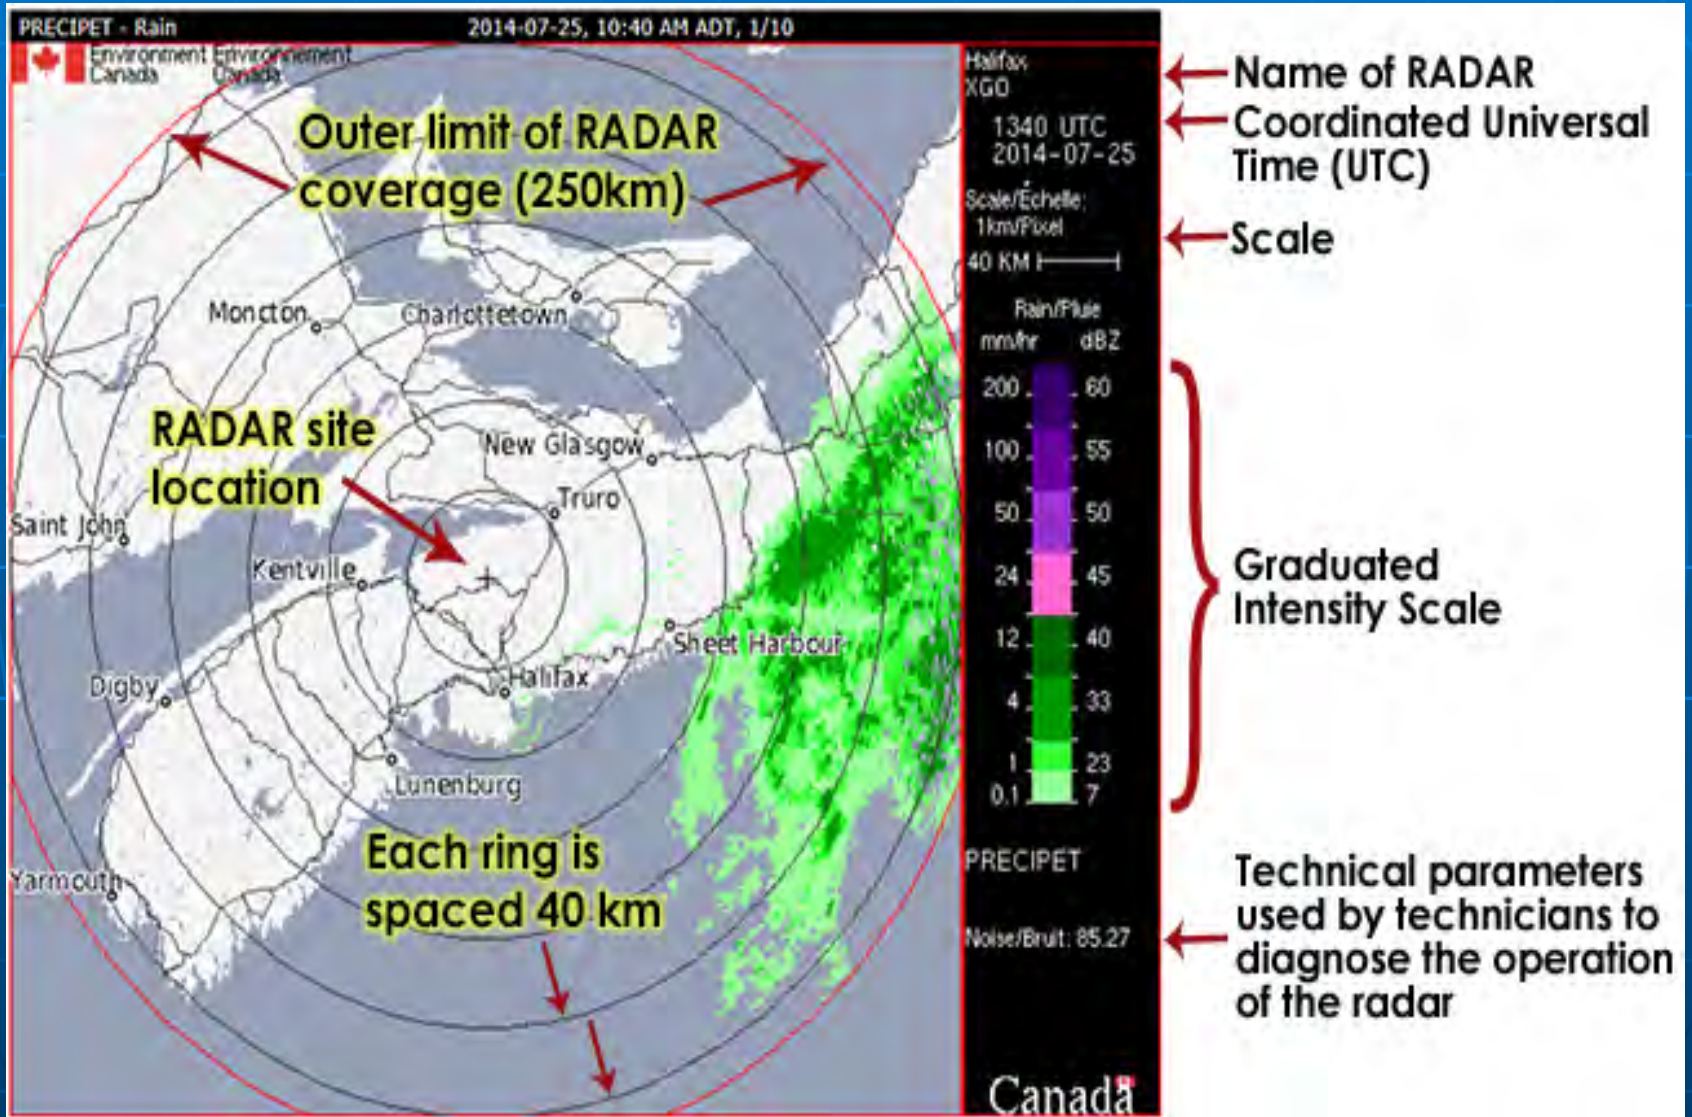 PRECIPET - Rain
2014-07-25, 10:40 AM ADT, 1/10
Environment Environnement
Canada Canada
Outer limit of RADAR
coverage (250km)
Moncton
Charlottetown
RADAR site
location
New Glasgow
Truro
Saint John
Kentville
Sheet Harbour
Halifax
Digby
Lunenburg
Each ring is
spaced 40 km
Yarmouth
Halifax
XGO
1340 UTC
2014-07-25
Scale/Échelle:
1km/Pixel
40 KM
Rain/Pluie
mm/hr dBZ
200 60
100 55
50 50
24 45
12 40
4 33
1 23
0.1 7
PRECIPET
Noise/Bruit: 85.27
Canada
Name of RADAR
Coordinated Universal
Time (UTC)
Scale
Graduated
Intensity Scale
Technical parameters
used by technicians to
diagnose the operation
of the radar